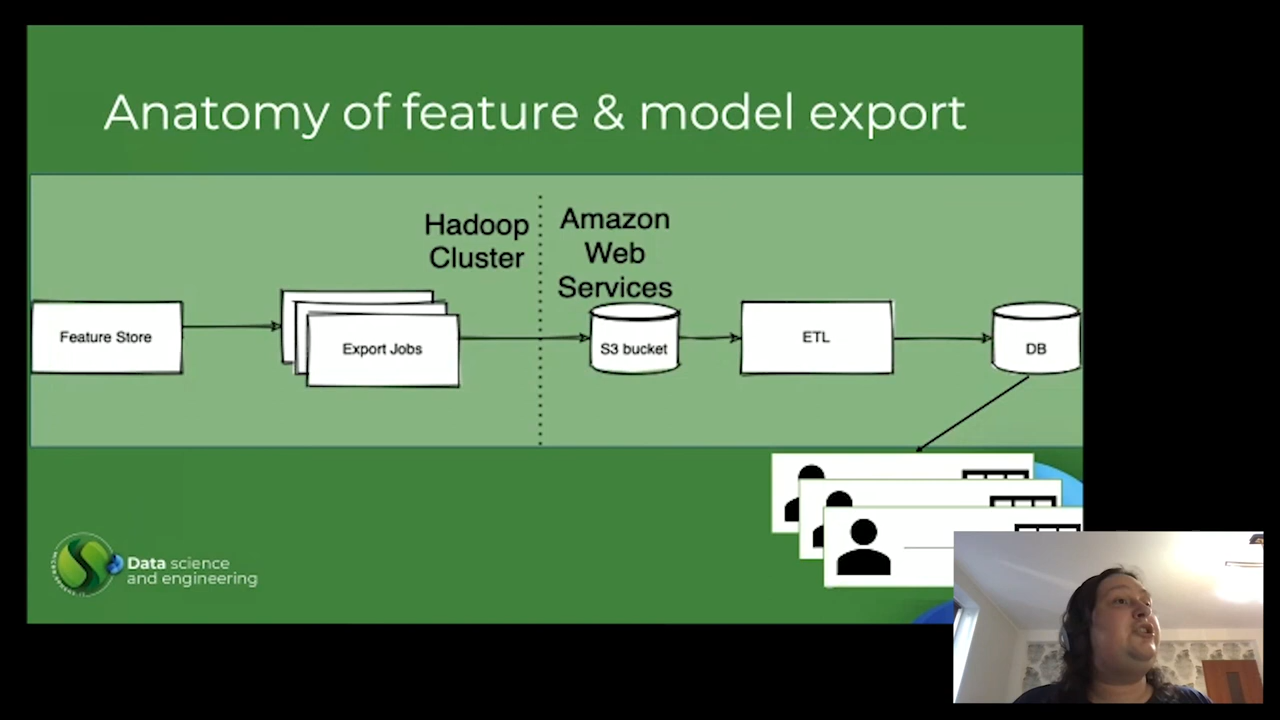 Anatomy of feature & model export
Hadoop
Cluster
Amazon
Web
Services
Feature Store
Export Jobs
S3 bucket
ETL
DB
Data science
and engineering